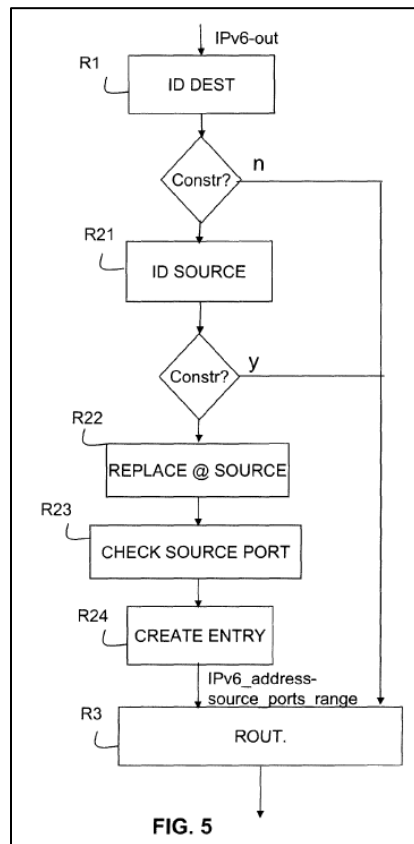 IPv6-out
R1
ID DEST
Constr?
n
R21
ID SOURCE
Constr?
y
R22
REPLACE @ SOURCE
R23
CHECK SOURCE PORT
R24
CREATE ENTRY
IPv6_address-
source_ports_range
R3
ROUT.
FIG. 5